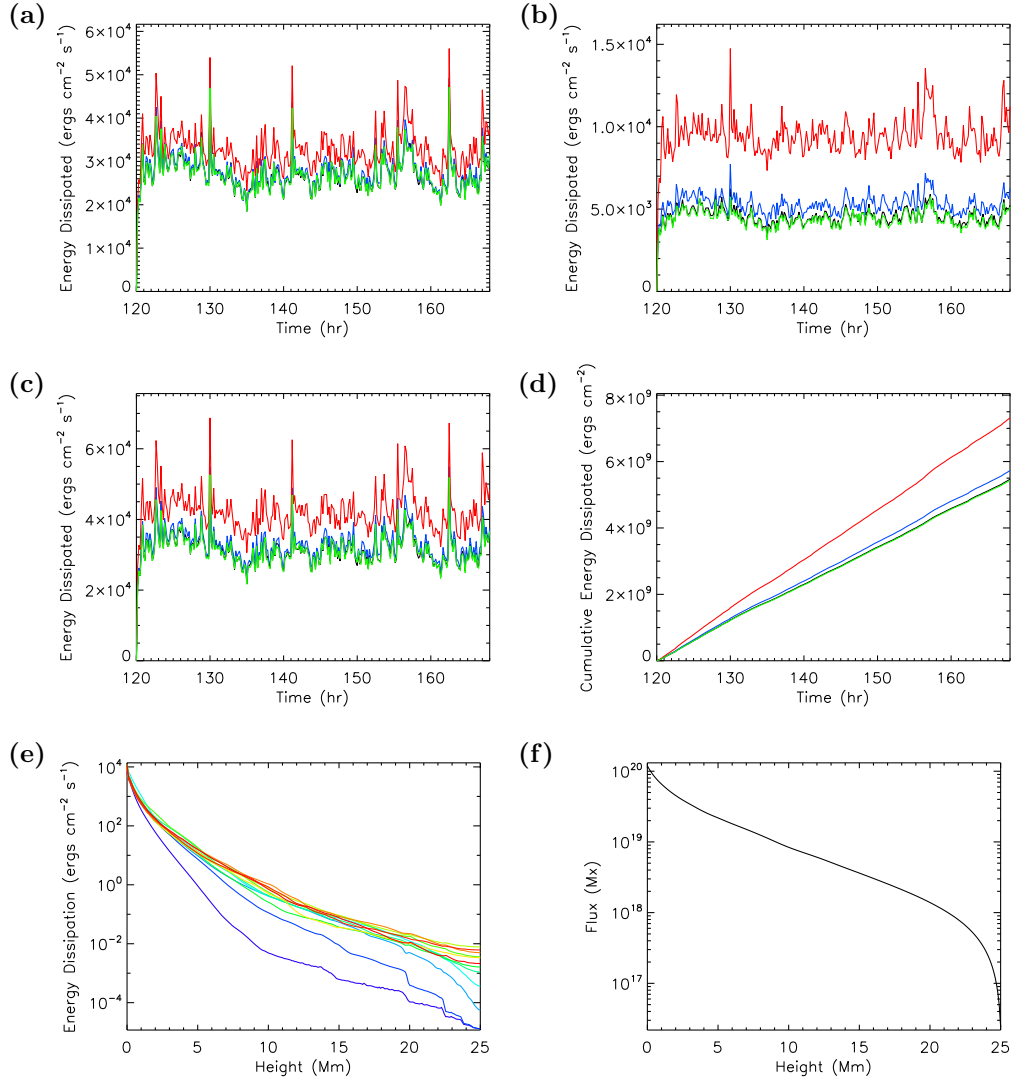 (a)
Energy Dissipated (ergs cm⁻² s⁻¹)
6×10⁴
5×10⁴
4×10⁴
3×10⁴
2×10⁴
1×10⁴
0
120 130 140 150 160
Time (hr)
(b)
Energy Dissipated (ergs cm⁻² s⁻¹)
1.5×10⁴
1.0×10⁴
5.0×10³
0
120 130 140 150 160
Time (hr)
(c)
Energy Dissipated (ergs cm⁻² s⁻¹)
6×10⁴
4×10⁴
2×10⁴
0
120 130 140 150 160
Time (hr)
(d)
Cumulative Energy Dissipated (ergs cm⁻²)
8×10⁹
6×10⁹
4×10⁹
2×10⁹
0
120 130 140 150 160
Time (hr)
(e)
Energy Dissipation (ergs cm⁻² s⁻¹)
10⁴
10²
10⁰
10⁻²
10⁻⁴
0 5 10 15 20 25
Height (Mm)
(f)
Flux (Mx)
10²⁰
10¹⁹
10¹⁸
10¹⁷
0 5 10 15 20 25
Height (Mm)